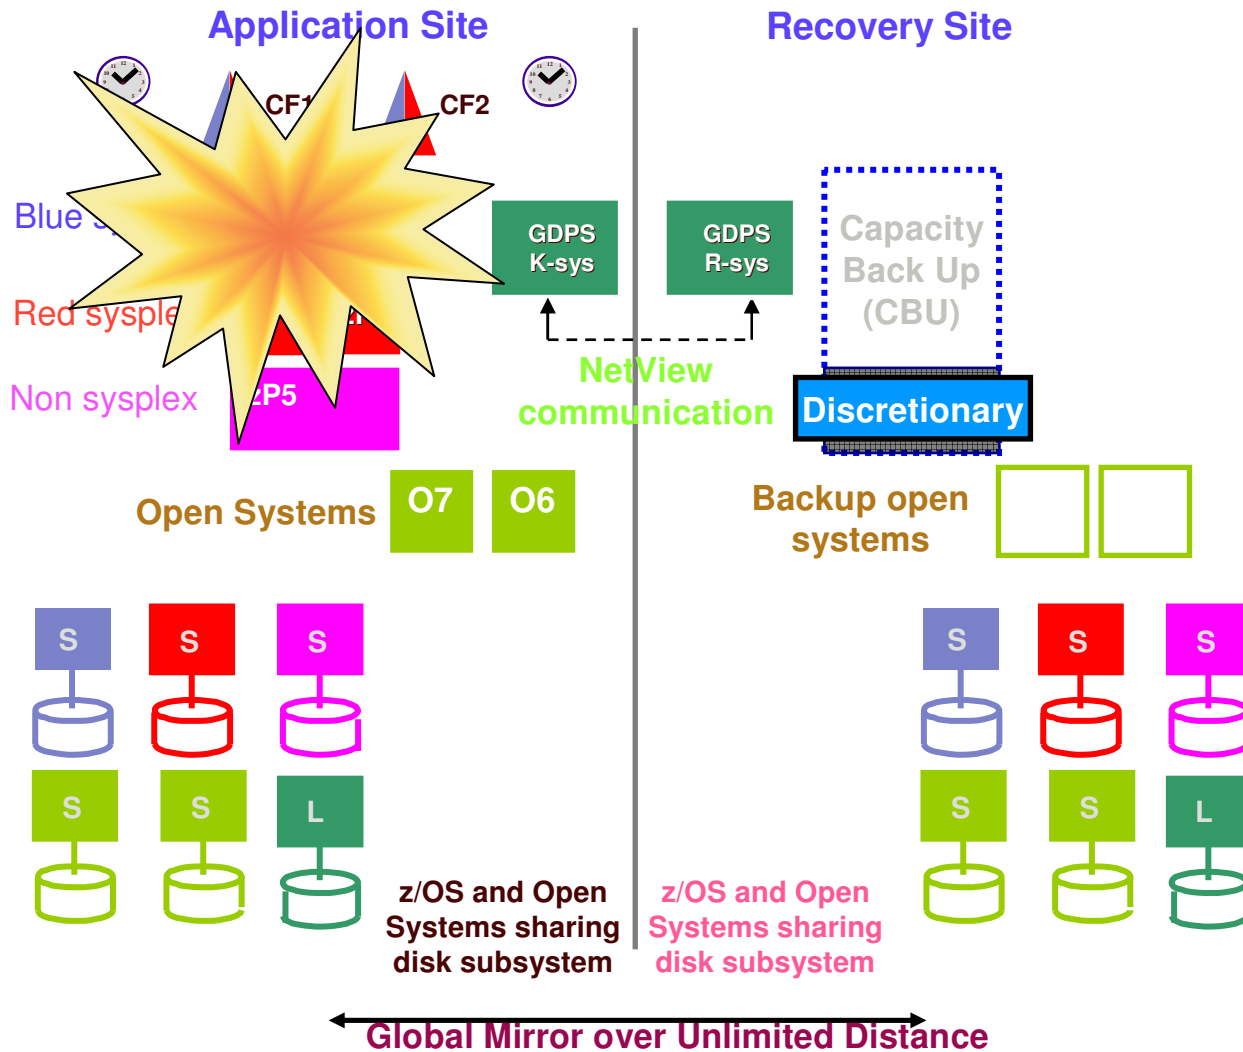 Application Site
Recovery Site
CF1
CF2
Blue
GDPS
K-sys
GDPS
R-sys
Capacity
Back Up
(CBU)
Red
NetView
communication
Non sysplex
zP5
Discretionary
Open Systems
O7
O6
Backup open
systems
S
S
S
S
S
S
S
S
L
S
S
L
z/OS and Open
Systems sharing
disk subsystem
z/OS and Open
Systems sharing
disk subsystem
Global Mirror over Unlimited Distance